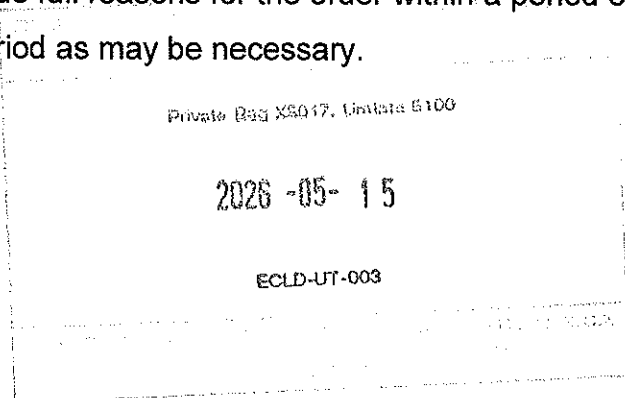 full reasons for the order within a period
riod as may be necessary.
Private Bag X5017, Umtata 5100
2026 -05- 15
ECLD-UT-003